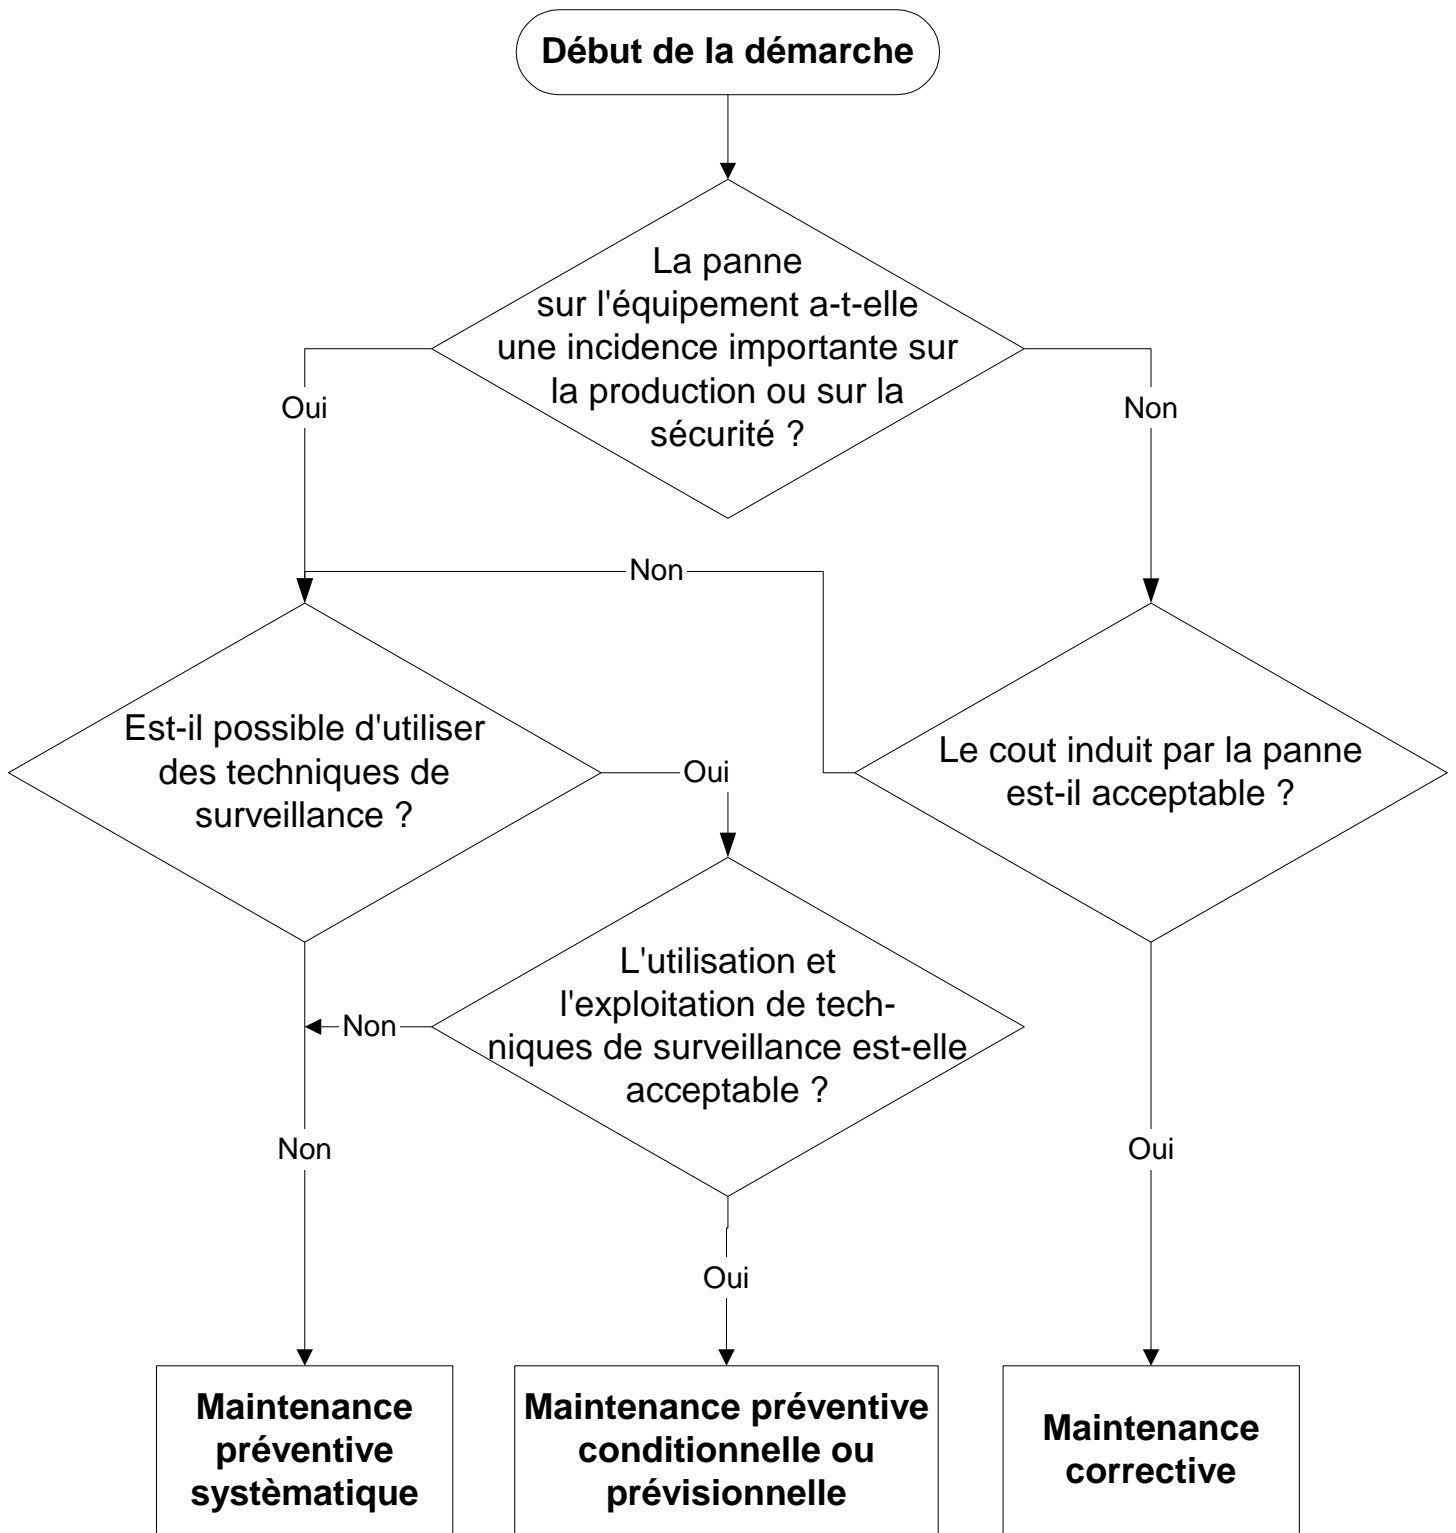 Début de la démarche
La panne
sur l'équipement a-t-elle
une incidence importante sur
la production ou sur la
sécurité ?
Oui
Non
Non
Est-il possible d'utiliser
des techniques de
surveillance ?
Oui
Le cout induit par la panne
est-il acceptable ?
L'utilisation et
l'exploitation de tech-
niques de surveillance est-elle
acceptable ?
Non
Non
Oui
Oui
Maintenance
préventive
systèmatique
Maintenance préventive
conditionnelle ou
prévisionnelle
Maintenance
corrective